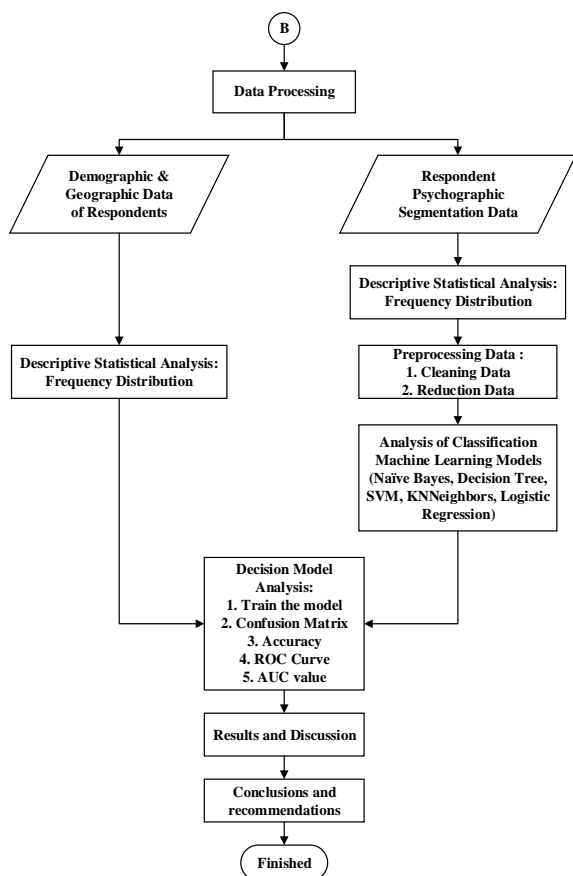 B
Data Processing
Demographic &
Geographic Data
of Respondents
Respondent
Psychographic
Segmentation Data
Descriptive Statistical Analysis:
Frequency Distribution
Descriptive Statistical Analysis:
Frequency Distribution
Preprocessing Data :
1. Cleaning Data
2. Reduction Data
Analysis of Classification
Machine Learning Models
(Naïve Bayes, Decision Tree,
SVM, KNNeighbors, Logistic
Regression)
Decision Model
Analysis:
1. Train the model
2. Confusion Matrix
3. Accuracy
4. ROC Curve
5. AUC value
Results and Discussion
Conclusions and
recommendations
Finished